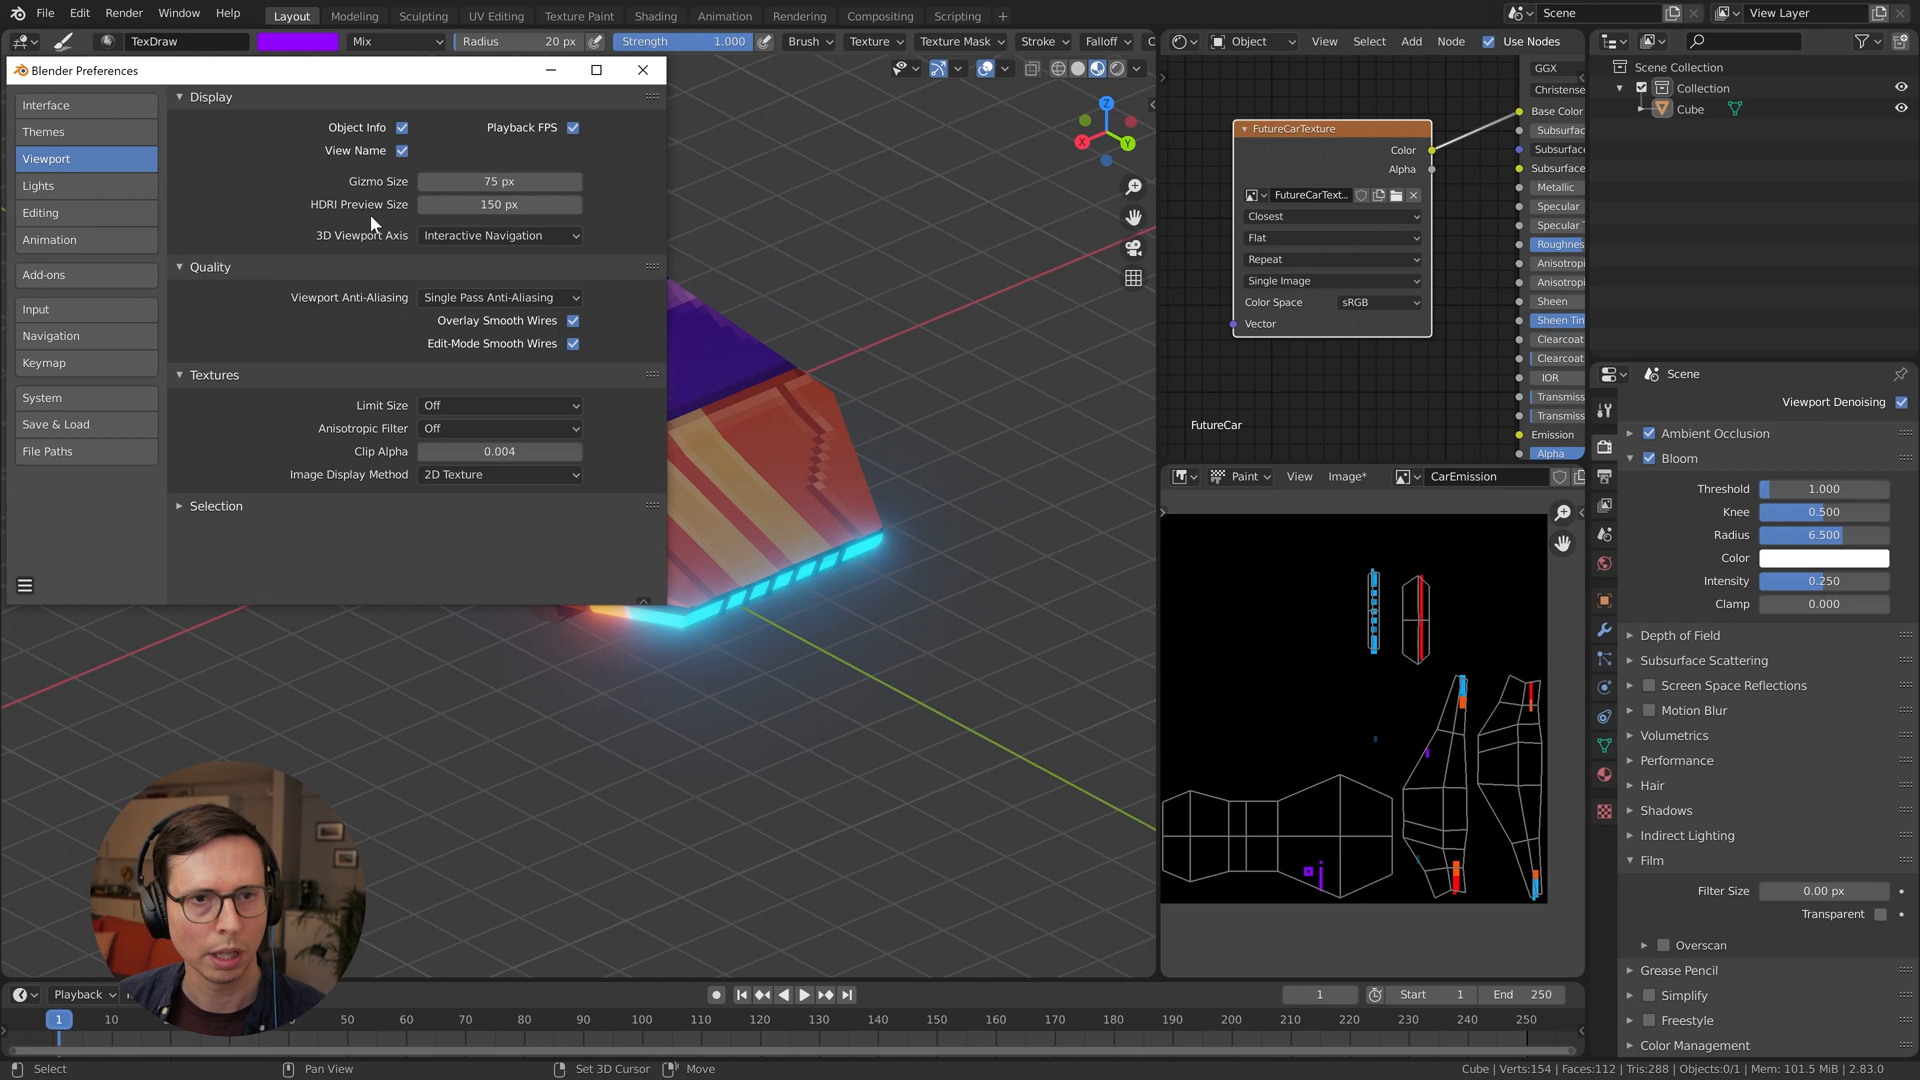 File Edit Render Window Help Layout Modeling Sculpting UV Editing Texture Paint Shading Animation Rendering Compositing Scripting + Scene View Layer
TexDraw Mix Radius 20 px Strength 1.000 Brush Texture Texture Mask Stroke Falloff C Object View Select Add Node Use Nodes
Blender Preferences
Interface
Themes
Viewport
Lights
Editing
Animation
Add-ons
Input
Navigation
Keymap
System
Save & Load
File Paths
Display
Object Info Playback FPS
View Name
Gizmo Size 75 px
HDRI Preview Size 150 px
3D Viewport Axis Interactive Navigation
Quality
Viewport Anti-Aliasing Single Pass Anti-Aliasing
Overlay Smooth Wires
Edit-Mode Smooth Wires
Textures
Limit Size Off
Anisotropic Filter Off
Clip Alpha 0.004
Image Display Method 2D Texture
Selection
Z
X
Y
FutureCarTexture
Color
Alpha
FutureCarText...
Closest
Flat
Repeat
Single Image
Color Space sRGB
Vector
FutureCar
GGX
Christense
Base Color
Subsurfac
Subsurfac
Subsurface
Metallic
Specular
Specular
Roughnes
Anisotropi
Anisotropi
Sheen
Sheen Tin
Clearcoat
Clearcoat
IOR
Transmiss
Transmiss
Emission
Alpha
Paint View Image* CarEmission
Scene Collection
Collection
Cube
Scene
Viewport Denoising
Ambient Occlusion
Bloom
Threshold 1.000
Knee 0.500
Radius 6.500
Color
Intensity 0.250
Clamp 0.000
Depth of Field
Subsurface Scattering
Screen Space Reflections
Motion Blur
Volumetrics
Performance
Hair
Shadows
Indirect Lighting
Film
Filter Size 0.00 px
Transparent
Overscan
Grease Pencil
Simplify
Freestyle
Color Management
Playback 1 Start 1 End 250
1 10 50 60 70 80 90 100 110 120 130 140 150 160 170 180 190 200 210 220 230 240 250
Select Pan View Set 3D Cursor Move Cube | Verts:154 | Faces:112 | Tris:288 | Objects:0/1 | Mem: 101.5 MiB | 2.83.0